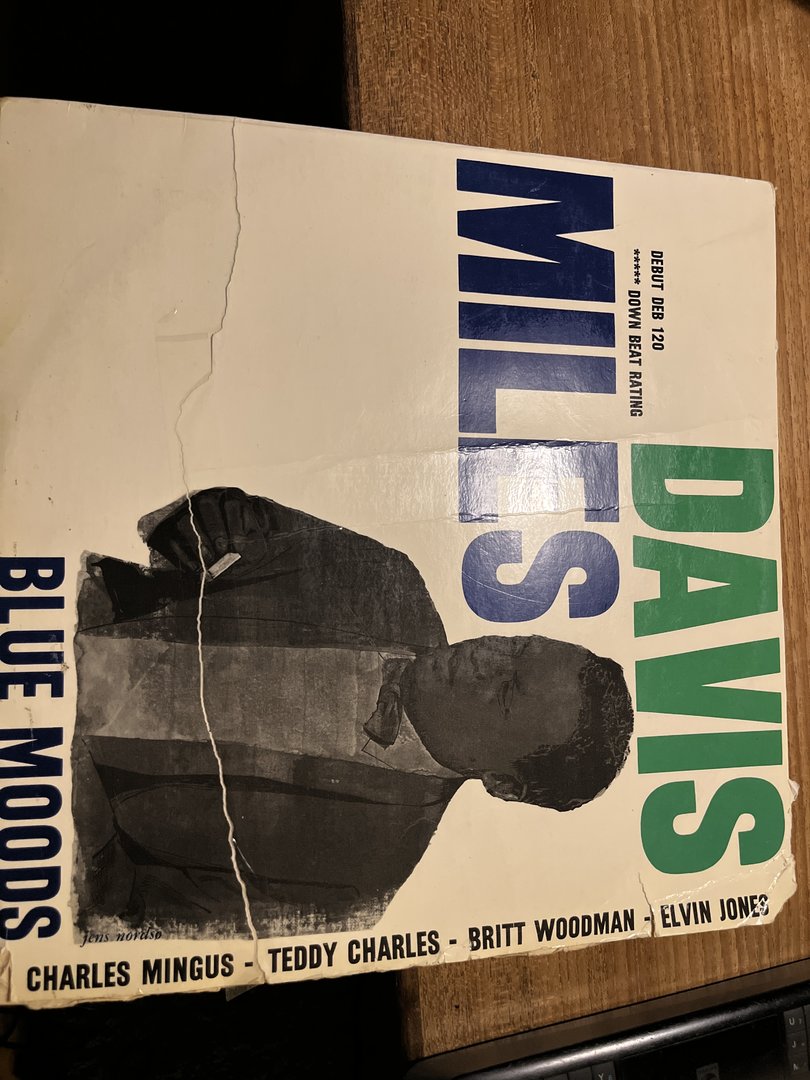 DEBUT DEB 120
***** DOWN BEAT RATING
DAVIS
MILES
CHARLES MINGUS - TEDDY CHARLES - BRITT WOODMAN - ELVIN JONES
jens nordsø
BLUE MOODS